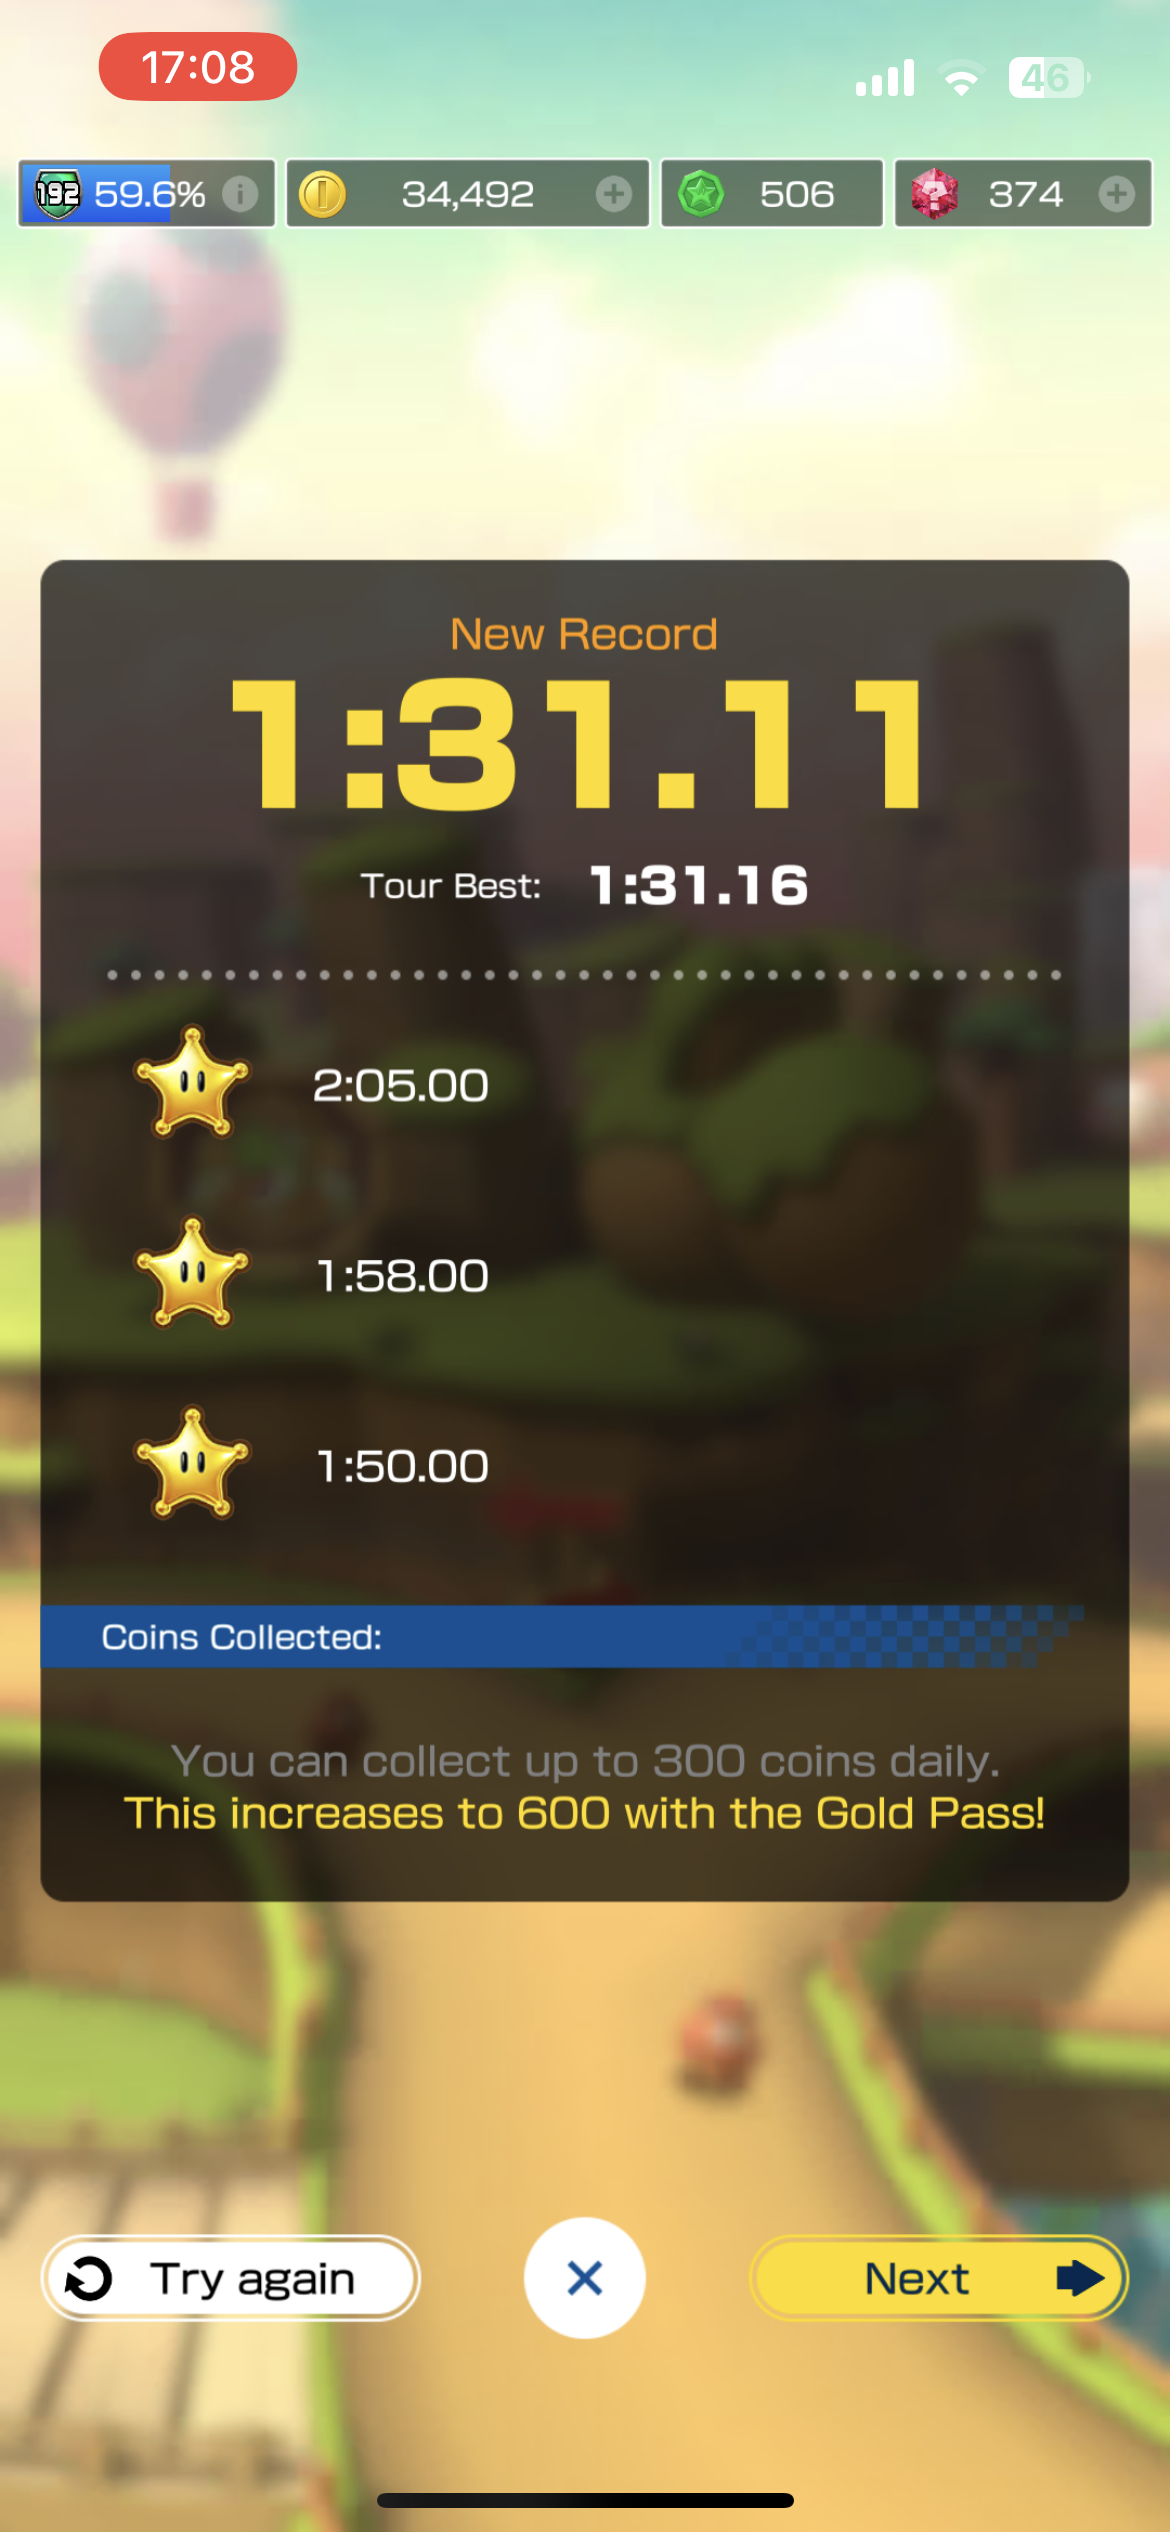 17:08 46
192 59.6% i 34,492 + 506 ? 374 +
New Record
1:31.11
Tour Best: 1:31.16
2:05.00
1:58.00
1:50.00
Coins Collected:
You can collect up to 300 coins daily.
This increases to 600 with the Gold Pass!
Try again × Next